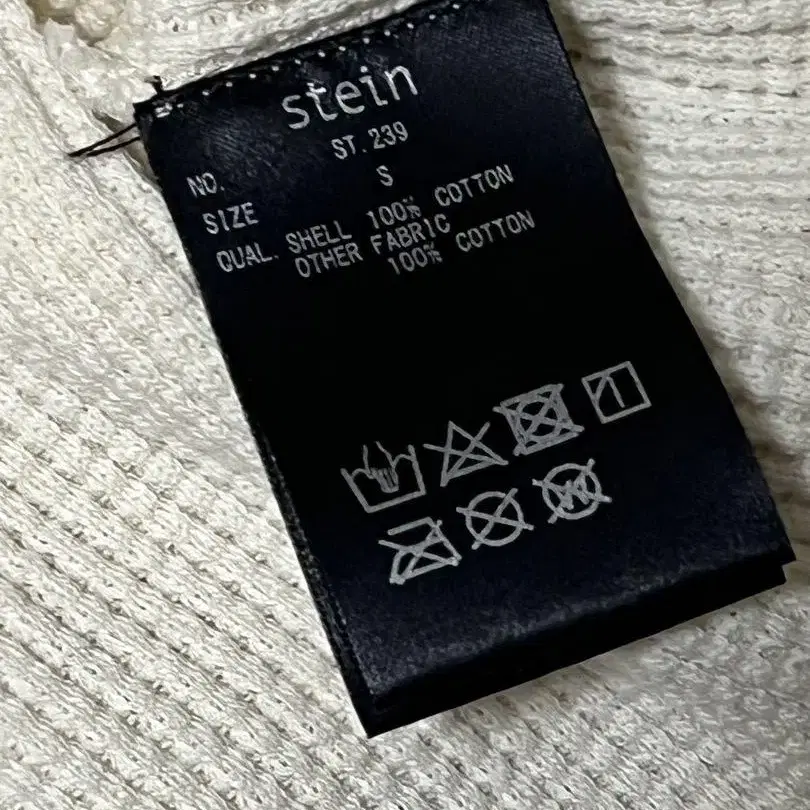 stein
NO. ST.239
SIZE S
QUAL. SHELL 100% COTTON
OTHER FABRIC
100% COTTON